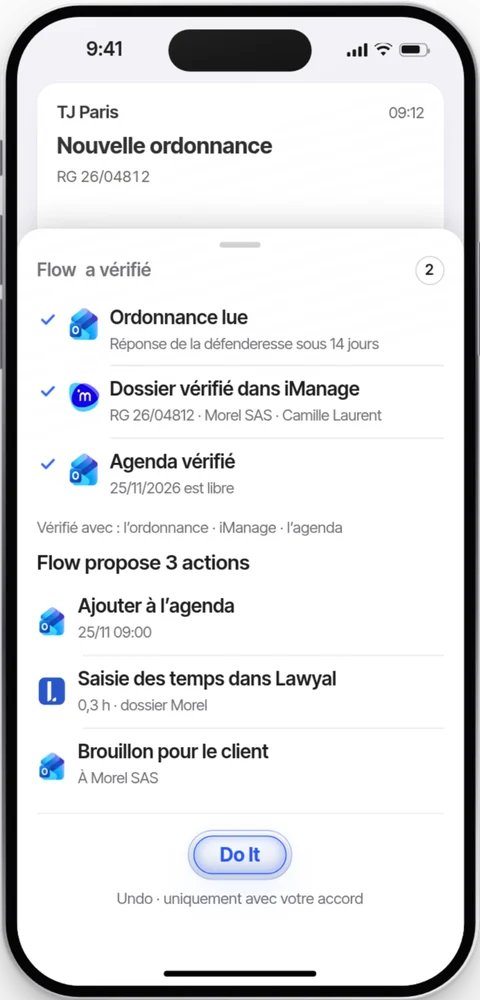 9:41
TJ Paris
09:12
Nouvelle ordonnance
RG 26/04812
Flow a vérifié
2
Ordonnance lue
Réponse de la défenderesse sous 14 jours
Dossier vérifié dans iManage
RG 26/04812 · Morel SAS · Camille Laurent
Agenda vérifié
25/11/2026 est libre
Vérifié avec : l’ordonnance · iManage · l’agenda
Flow propose 3 actions
Ajouter à l’agenda
25/11 09:00
Saisie des temps dans Lawyal
0,3 h · dossier Morel
Brouillon pour le client
À Morel SAS
Do It
Undo · uniquement avec votre accord